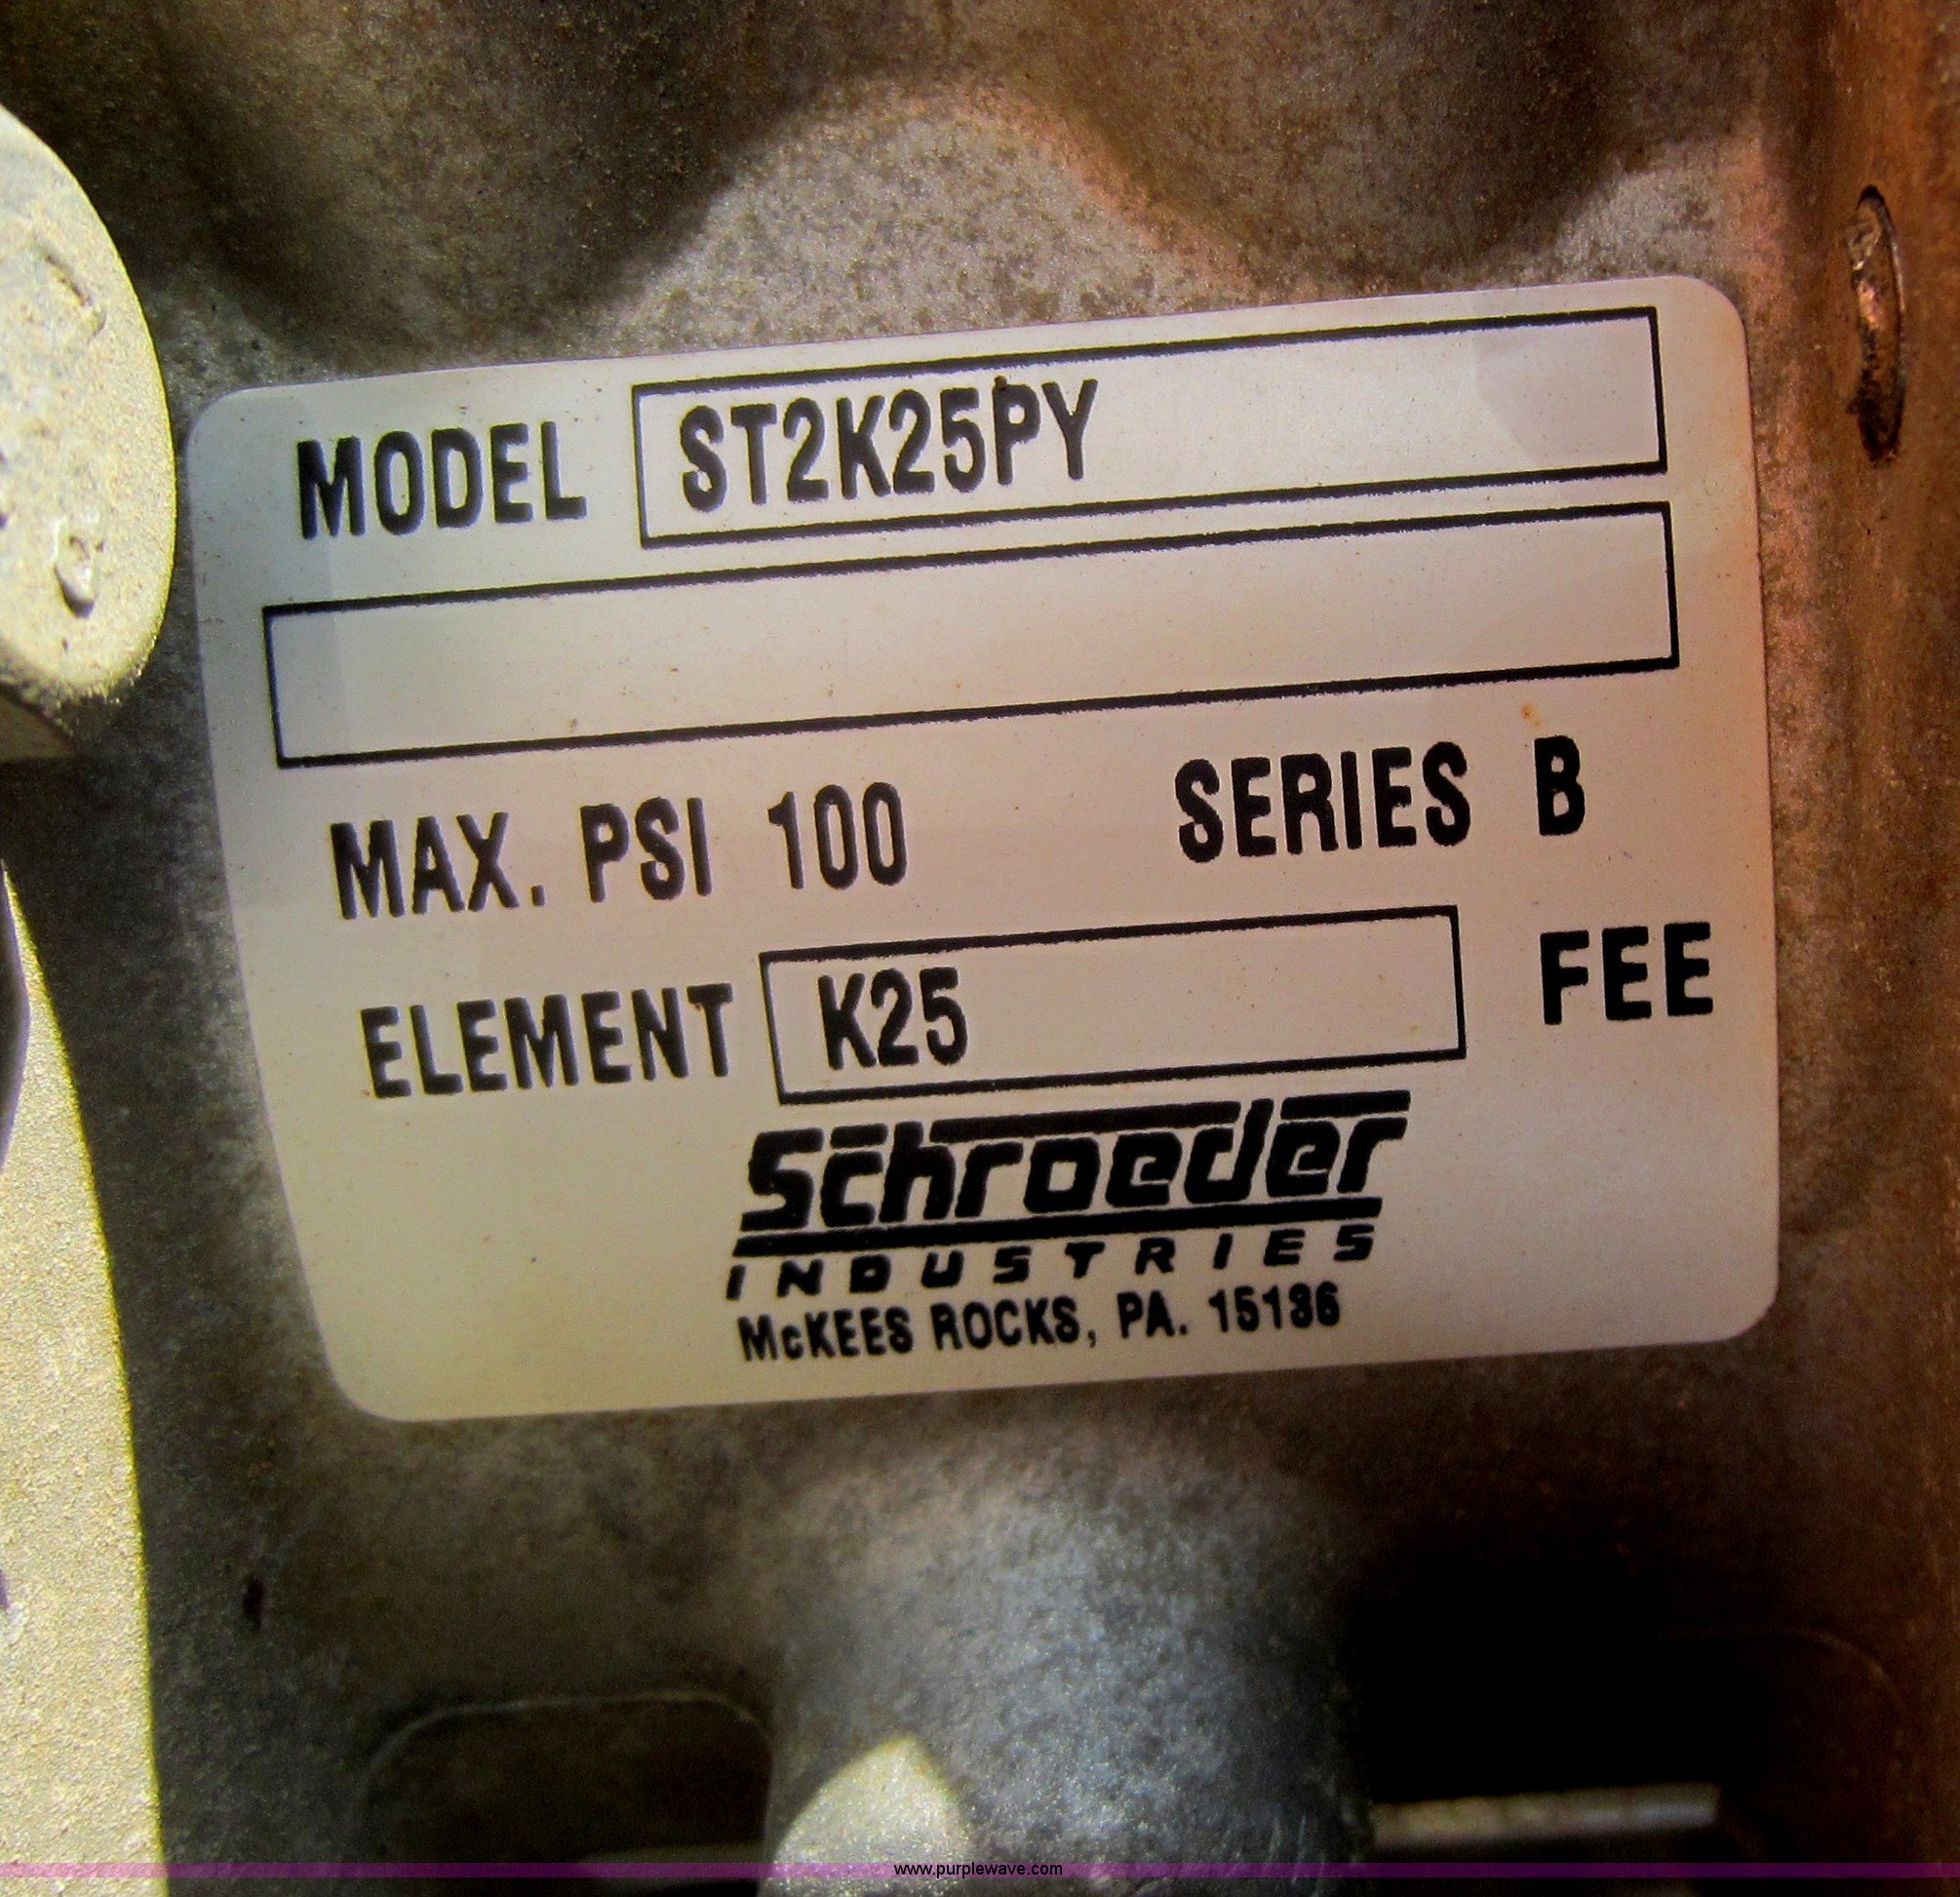 MODEL ST2K25PY
MAX. PSI 100 SERIES B
ELEMENT K25 FEE
Schroeder
INDUSTRIES
McKEES ROCKS, PA. 15136
www.purplewave.com